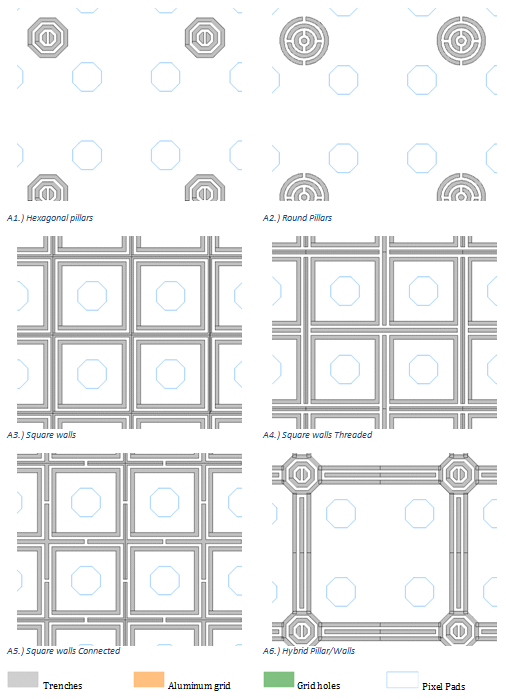 A1.) Hexagonal pillars
A2.) Round Pillars
A3.) Square walls
A4.) Square walls Threaded
A5.) Square walls Connected
A6.) Hybrid Pillar/Walls
Trenches
Aluminum grid
Grid holes
Pixel Pads